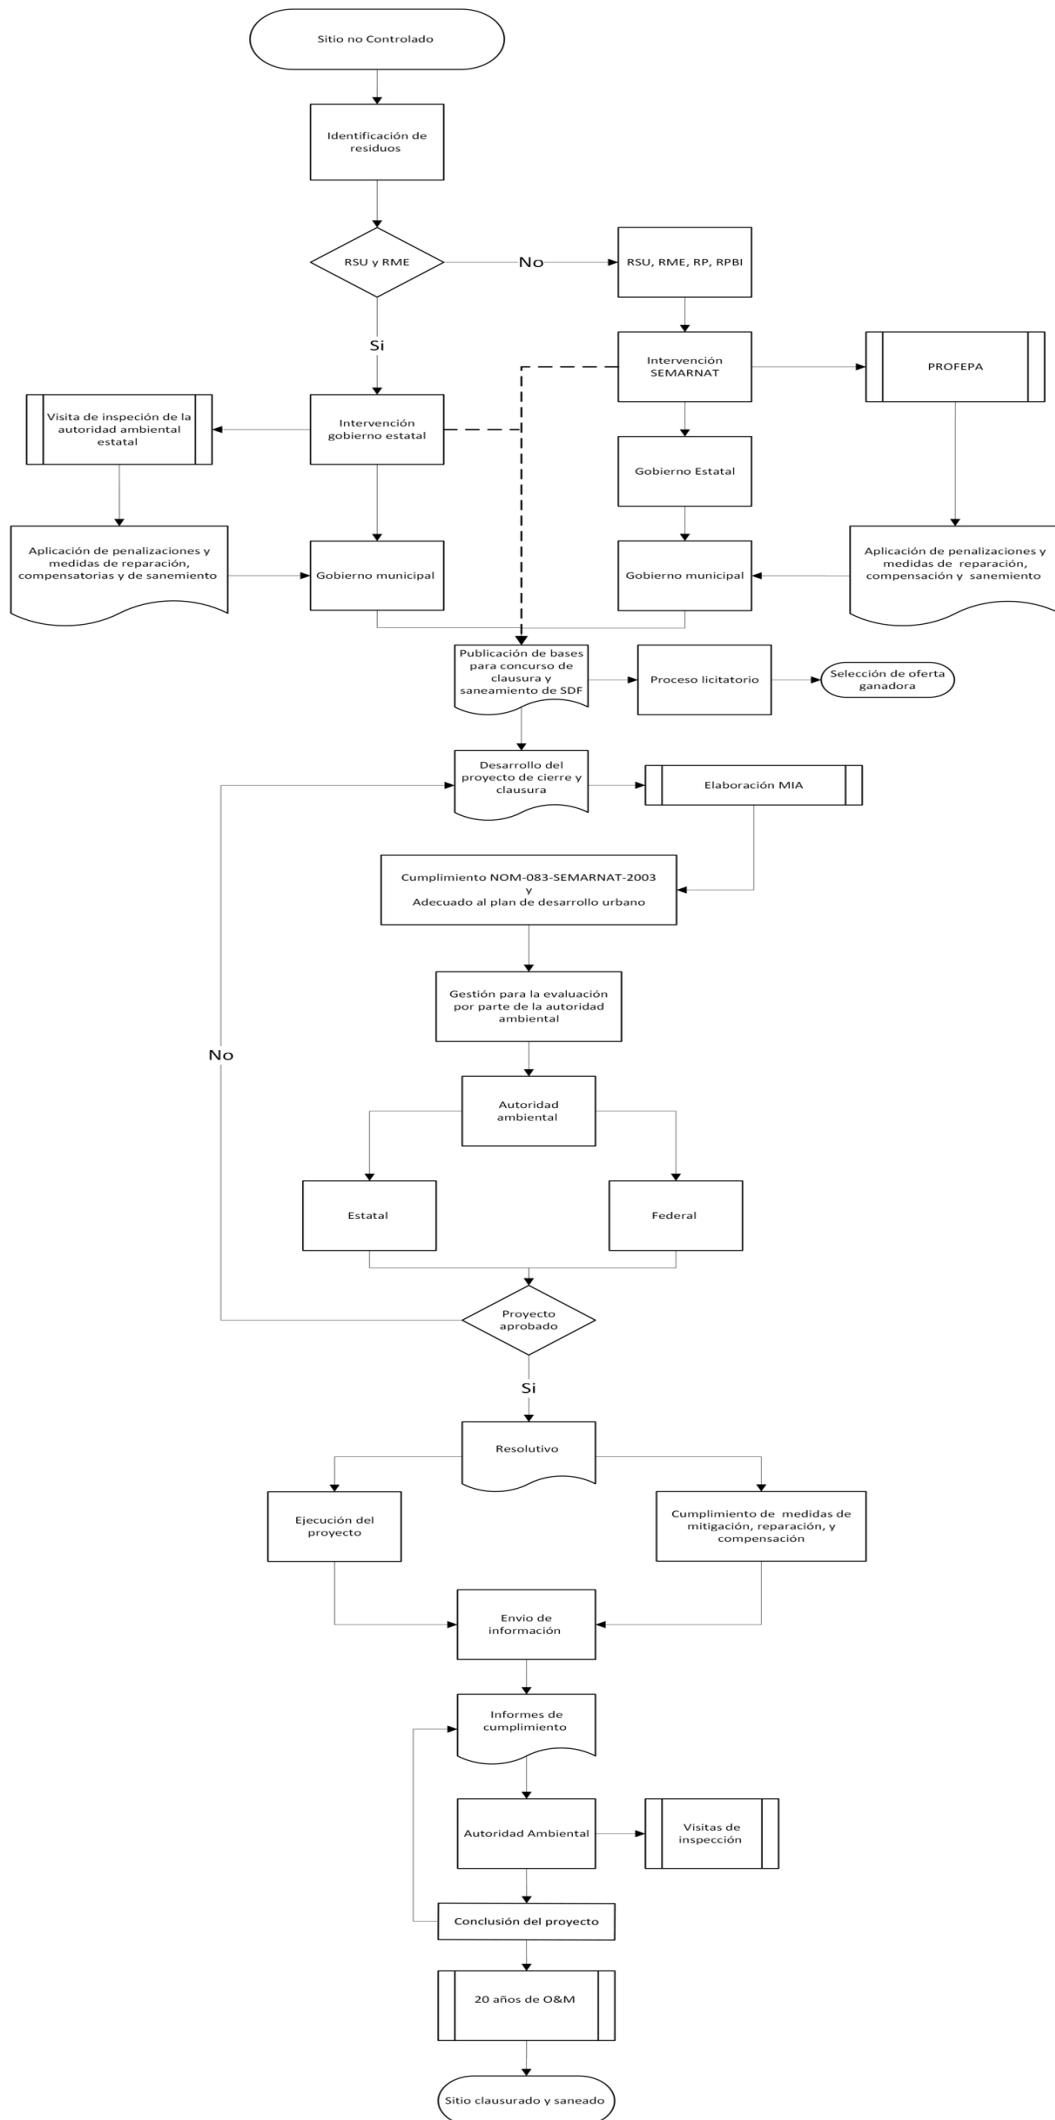 Sitio no Controlado
Identificación de
residuos
RSU y RME
No
RSU, RME, RP, RPBI
Si
Intervención
SEMARNAT
PROFEPA
Visita de inspeción de la
autoridad ambiental
estatal
Intervención
gobierno estatal
Gobierno Estatal
Aplicación de penalizaciones y
medidas de reparación,
compensatorias y de sanemiento
Gobierno municipal
Gobierno municipal
Aplicación de penalizaciones y
medidas de reparación,
compensación y sanemiento
Publicación de bases
para concurso de
clausura y
saneamiento de SDF
Proceso licitatorio
Selección de oferta
ganadora
Desarrollo del
proyecto de cierre y
clausura
Elaboración MIA
Cumplimiento NOM-083-SEMARNAT-2003
y
Adecuado al plan de desarrollo urbano
Gestión para la evaluación
por parte de la autoridad
ambiental
No
Autoridad
ambiental
Estatal
Federal
Proyecto
aprobado
Si
Resolutivo
Ejecución del
proyecto
Cumplimiento de medidas de
mitigación, reparación, y
compensación
Envio de
información
Informes de
cumplimiento
Autoridad Ambiental
Visitas de
inspección
Conclusión del proyecto
20 años de O&M
Sitio clausurado y saneado